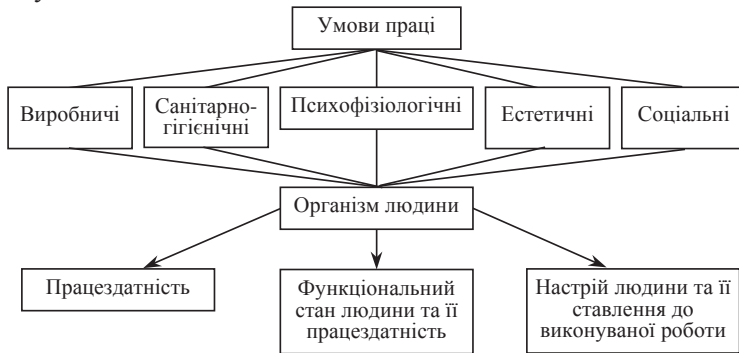 Умови праці
Виробничі
Санітарно-
гігієнічні
Психофізіологічні
Естетичні
Соціальні
Організм людини
Працездатність
Функціональний
стан людини та її
працездатність
Настрій людини та її
ставлення до
виконуваної роботи